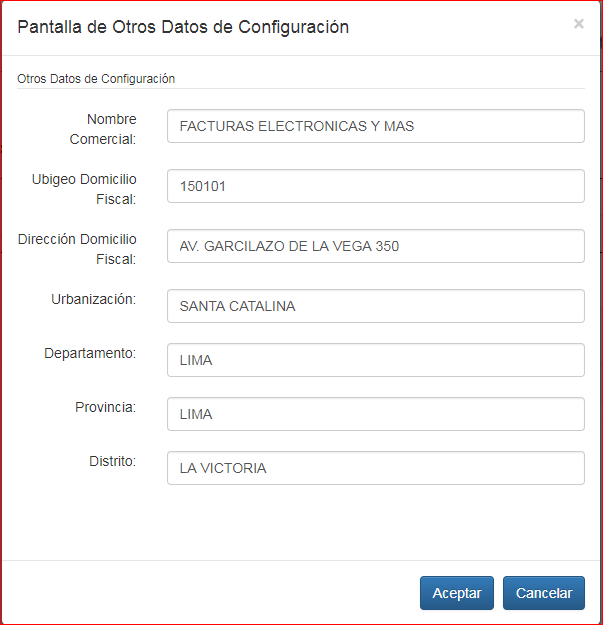 Pantalla de Otros Datos de Configuración ×
Otros Datos de Configuración
Nombre
Comercial:
FACTURAS ELECTRONICAS Y MAS
Ubigeo Domicilio
Fiscal:
150101
Dirección Domicilio
Fiscal:
AV. GARCILAZO DE LA VEGA 350
Urbanización:
SANTA CATALINA
Departamento:
LIMA
Provincia:
LIMA
Distrito:
LA VICTORIA
Aceptar
Cancelar